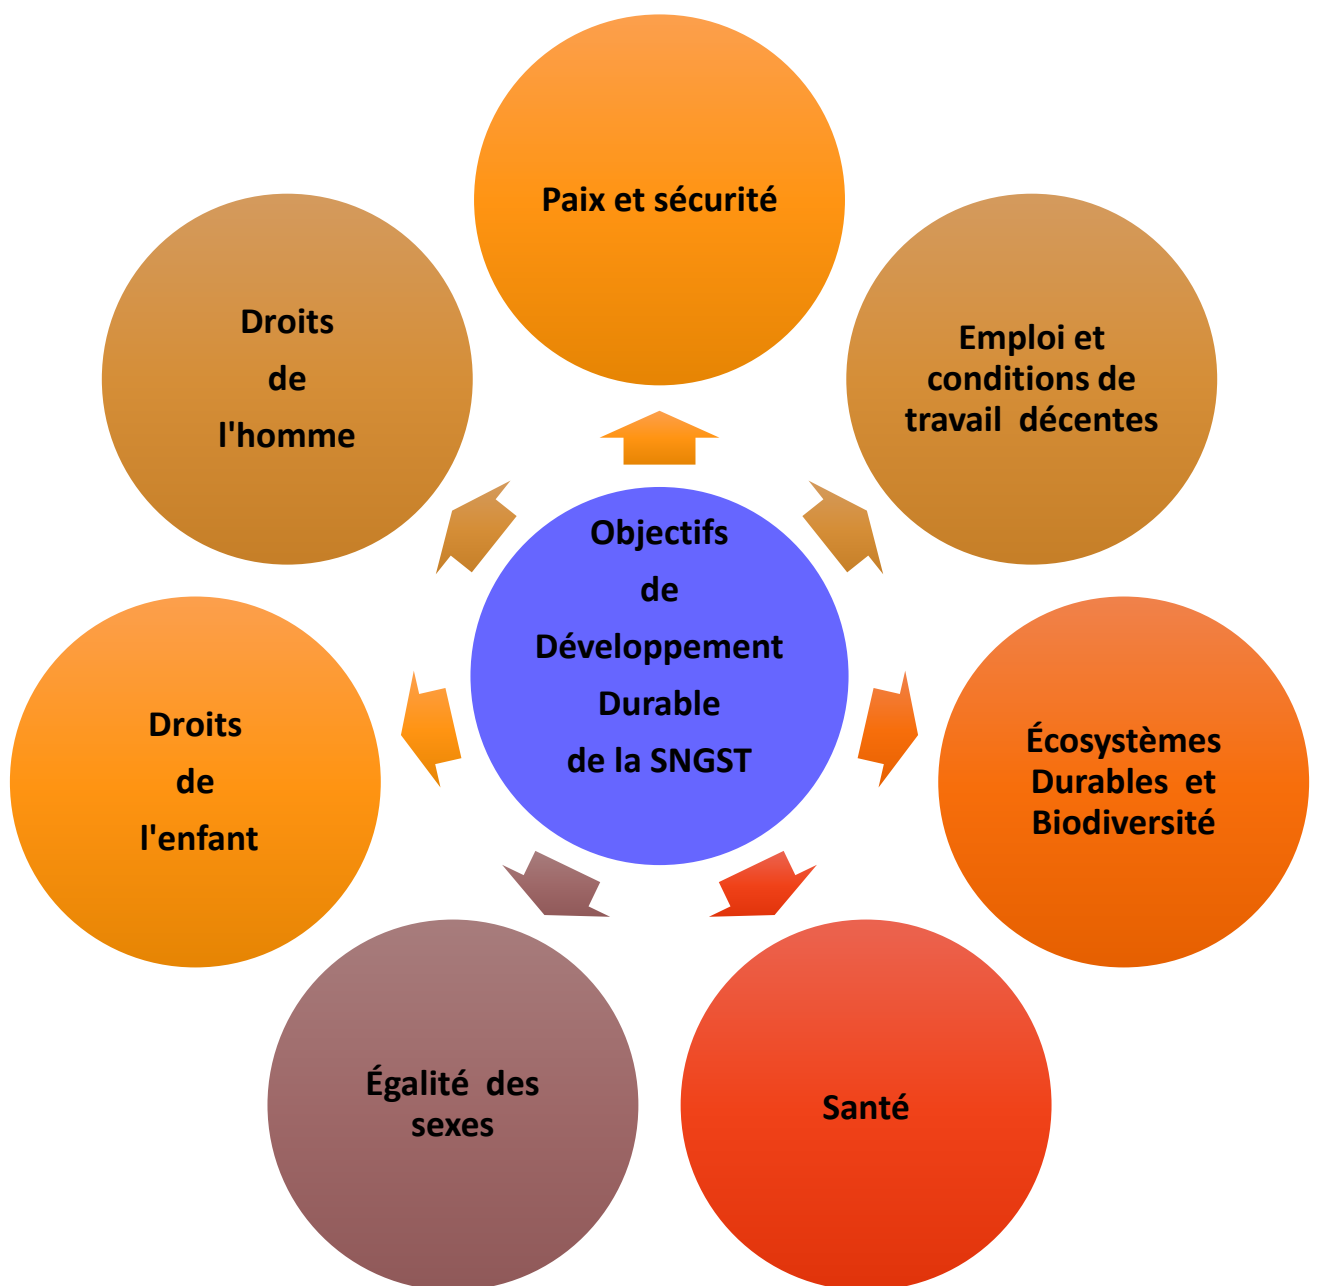 Paix et sécurité
Emploi et
conditions de
travail  décentes
Écosystèmes
Durables  et
Biodiversité
Santé
Égalité  des
sexes
Droits
de
l'enfant
Droits
de
l'homme
Objectifs
de
Développement
Durable
de la SNGST